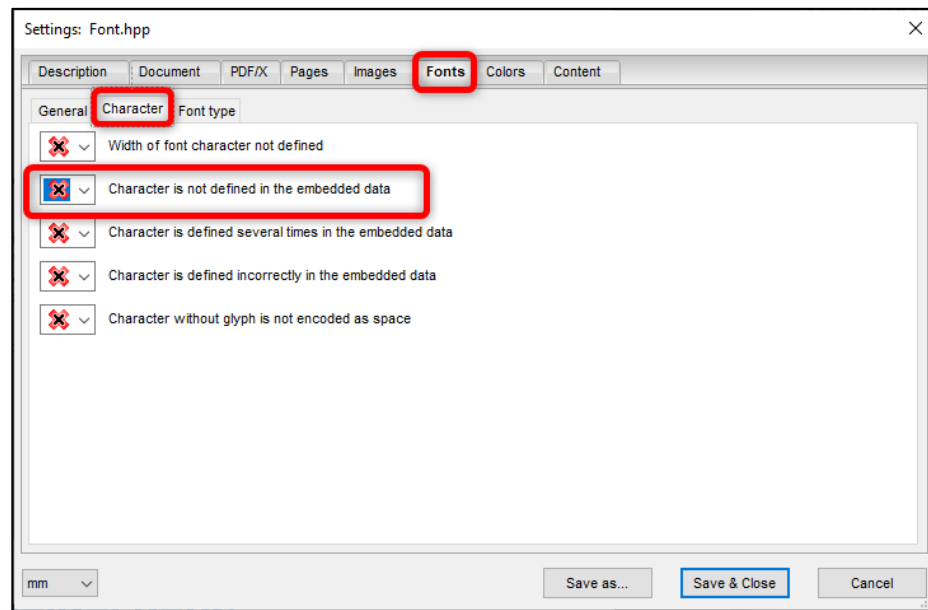 Settings: Font.hpp
Description Document PDF/X Pages Images Fonts Colors Content
General Character Font type
Width of font character not defined
Character is not defined in the embedded data
Character is defined several times in the embedded data
Character is defined incorrectly in the embedded data
Character without glyph is not encoded as space
mm Save as... Save & Close Cancel